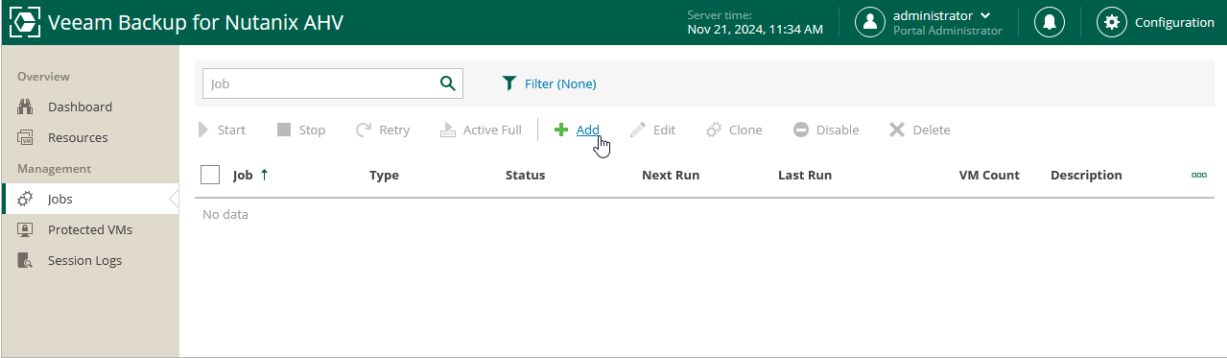 Veeam Backup for Nutanix AHV
Server time:
Nov 21, 2024, 11:34 AM
administrator
Portal Administrator
Configuration
Overview
Dashboard
Resources
Management
Jobs
Protected VMs
Session Logs
Job
Filter (None)
Start Stop Retry Active Full Add Edit Clone Disable Delete
Job Type Status Next Run Last Run VM Count Description
No data